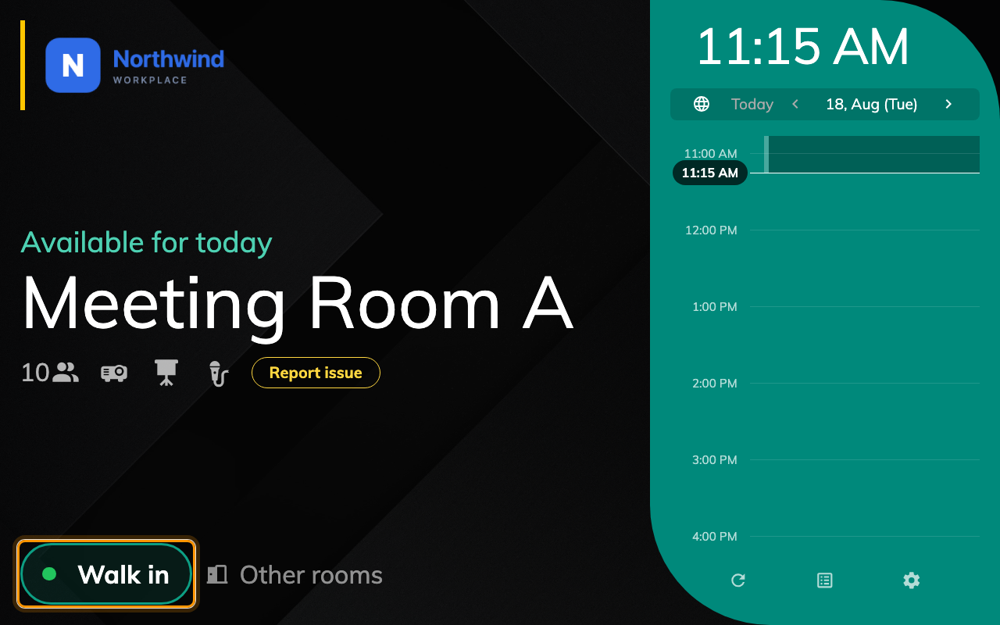 N
Northwind
WORKPLACE
Available for today
Meeting Room A
10
Report issue
Walk in
Other rooms
11:15 AM
Today
18, Aug (Tue)
11:00 AM
11:15 AM
12:00 PM
1:00 PM
2:00 PM
3:00 PM
4:00 PM